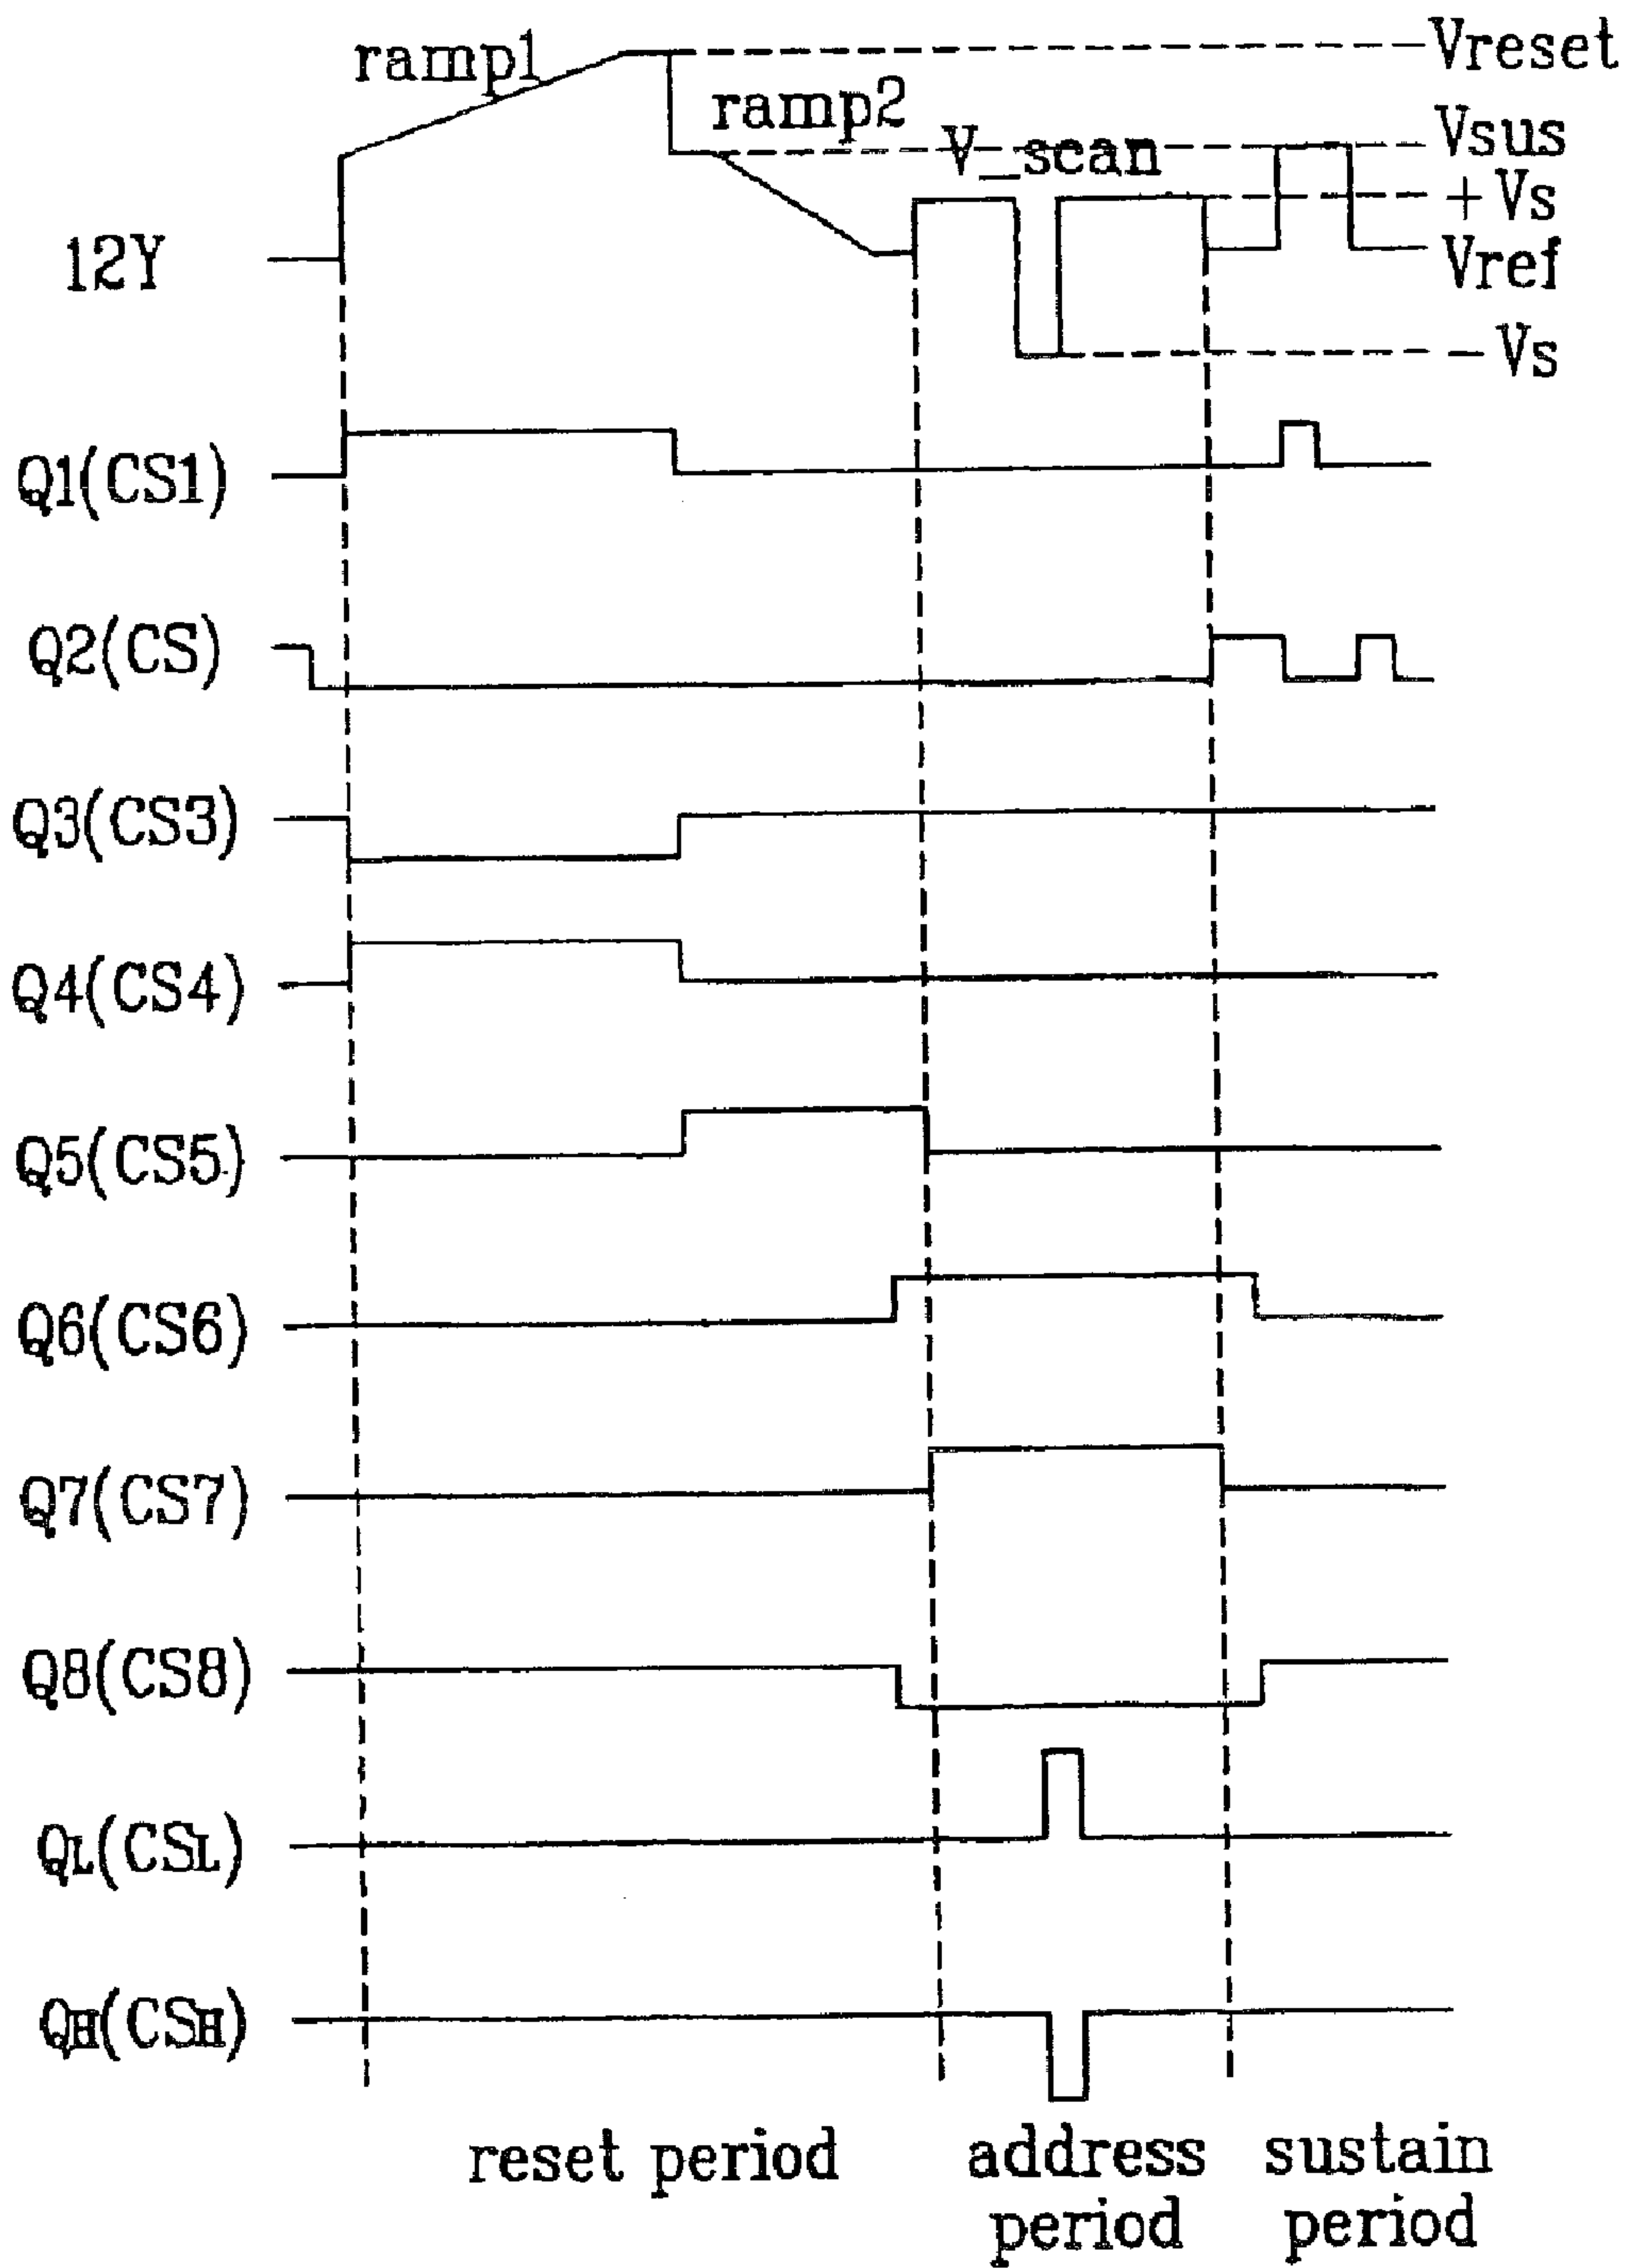 ramp1
Vreset
ramp2
V_scan
Vsus
+Vs
12Y
Vref
-Vs
Q1(CS1)
Q2(CS)
Q3(CS3)
Q4(CS4)
Q5(CS5)
Q6(CS6)
Q7(CS7)
Q8(CS8)
QL(CSL)
QH(CSH)
reset period
address
period
sustain
period